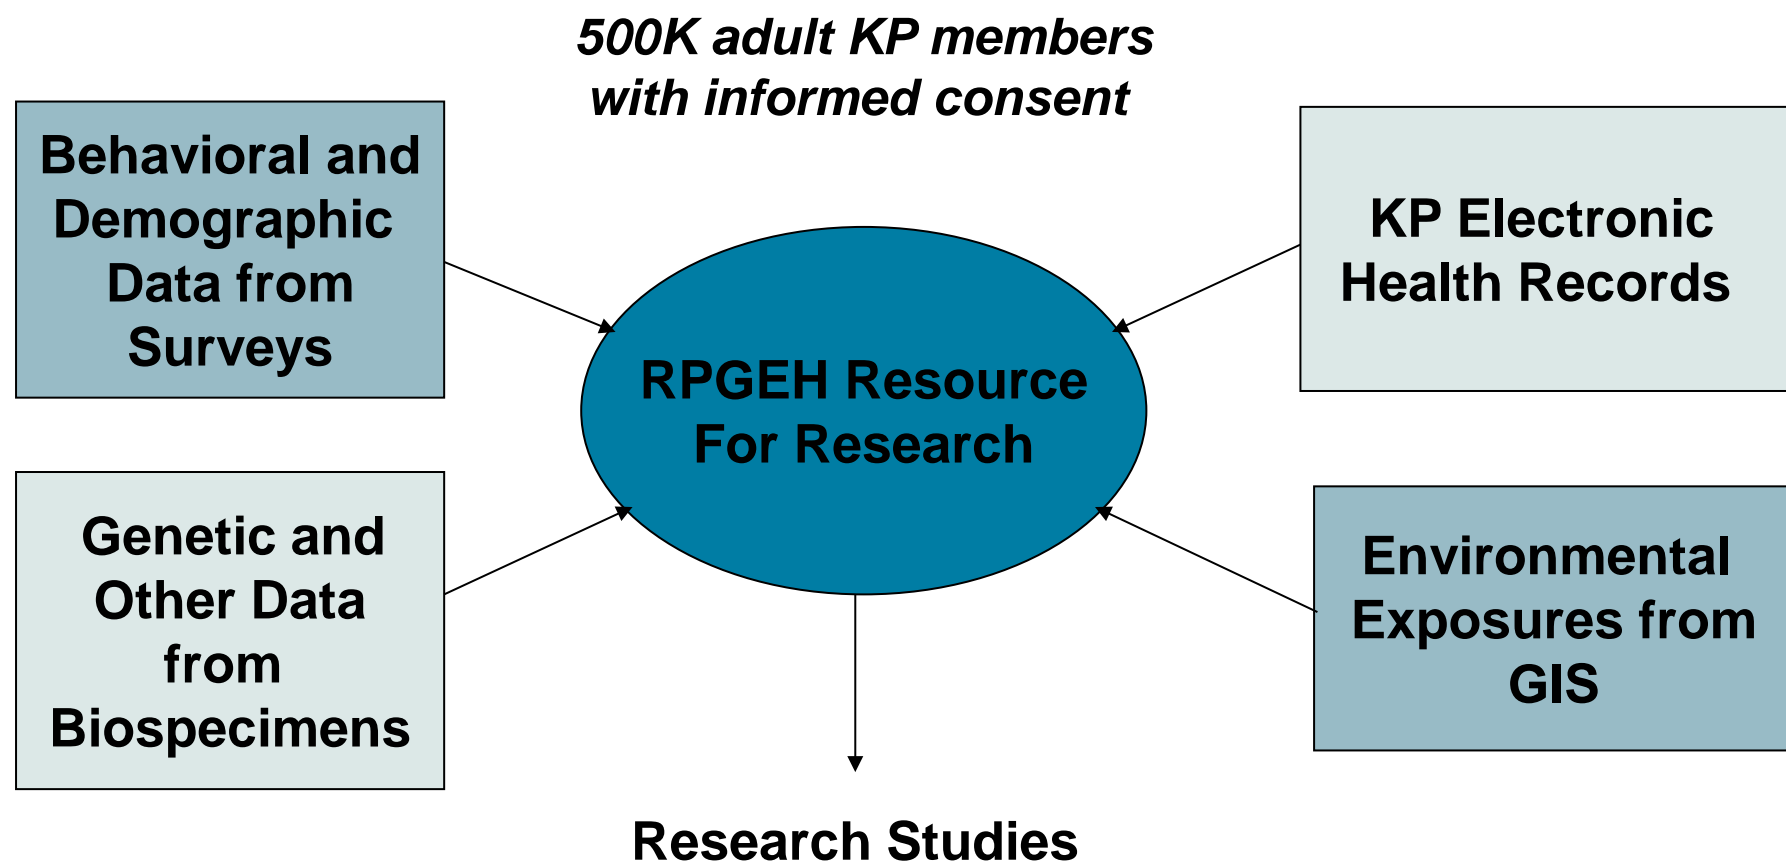 500K adult KP members
with informed consent
Behavioral and
Demographic
Data from
Surveys
KP Electronic
Health Records
RPGEH Resource
For Research
Genetic and
Other Data
from
Biospecimens
Environmental
Exposures from
GIS
Research Studies